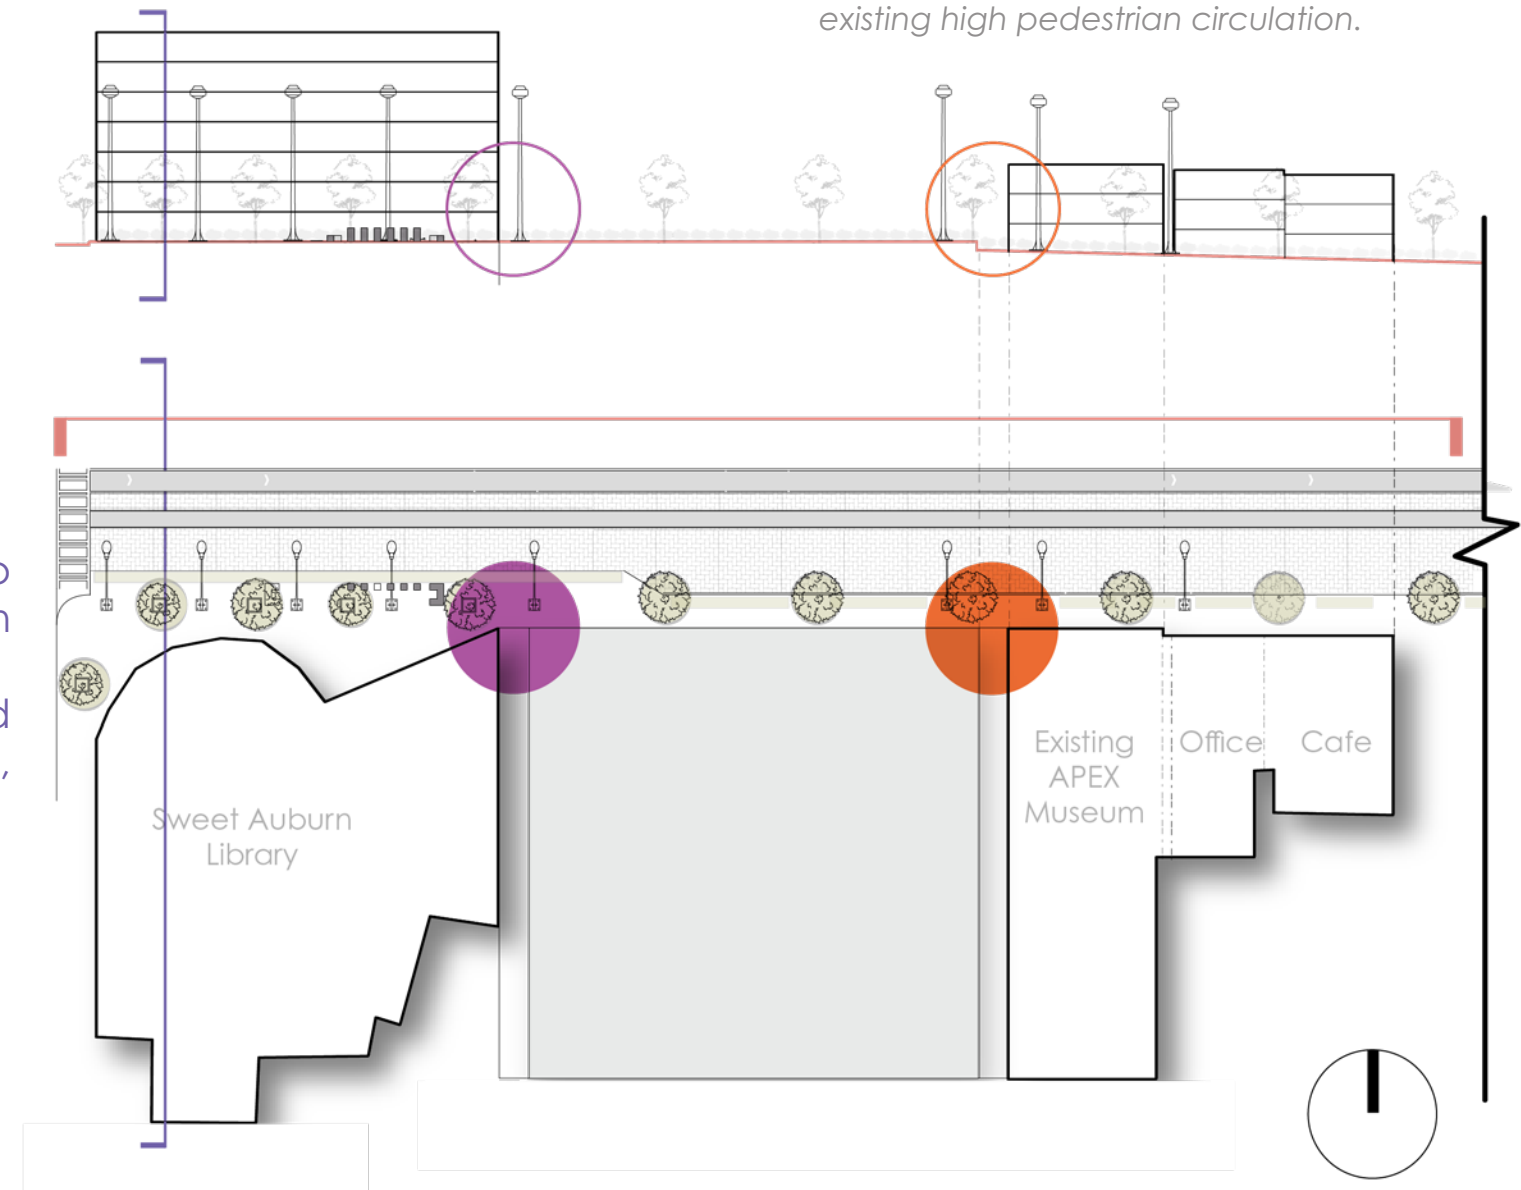 existing high pedestrian circulation.
Sweet Auburn
Library
Existing
APEX
Museum
Office
Cafe